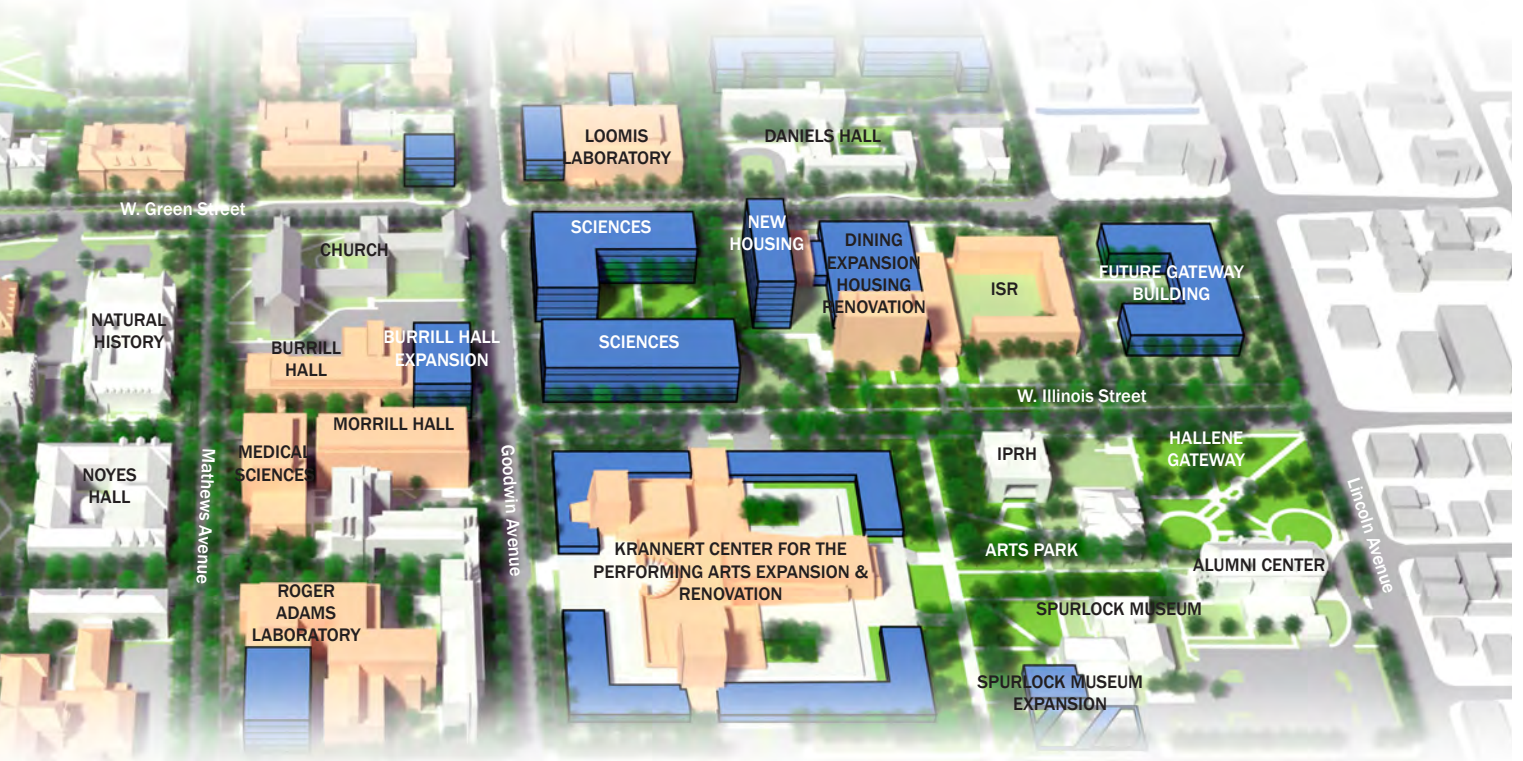 LOOMIS
LABORATORY
DANIELS HALL
W. Green Street
CHURCH
SCIENCES
NEW
HOUSING
DINING
EXPANSION
HOUSING
RENOVATION
ISR
FUTURE GATEWAY
BUILDING
NATURAL
HISTORY
BURRILL
HALL
BURRILL HALL
EXPANSION
SCIENCES
W. Illinois Street
MORRILL HALL
MEDICAL
SCIENCES
NOYES
HALL
Mathews Avenue
Goodwin Avenue
IPRH
HALLENE
GATEWAY
Lincoln Avenue
KRANNERT CENTER FOR THE
PERFORMING ARTS EXPANSION &
RENOVATION
ARTS PARK
ALUMNI CENTER
ROGER
ADAMS
LABORATORY
SPURLOCK MUSEUM
SPURLOCK MUSEUM
EXPANSION